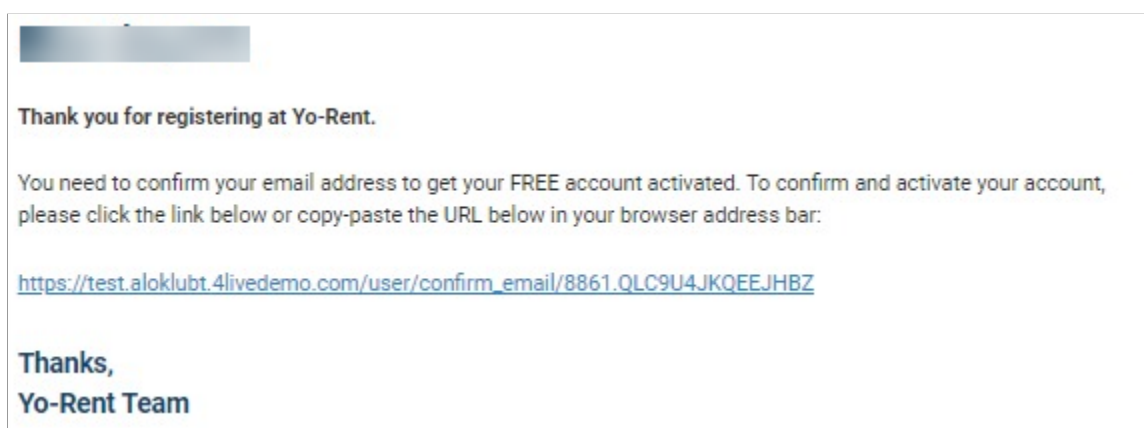 Thank you for registering at Yo-Rent.
You need to confirm your email address to get your FREE account activated. To confirm and activate your account,
please click the link below or copy-paste the URL below in your browser address bar:
https://test.aloklubt.4livedemo.com/user/confirm_email/8861.QLC9U4JKQEEJHBZ
Thanks,
Yo-Rent Team